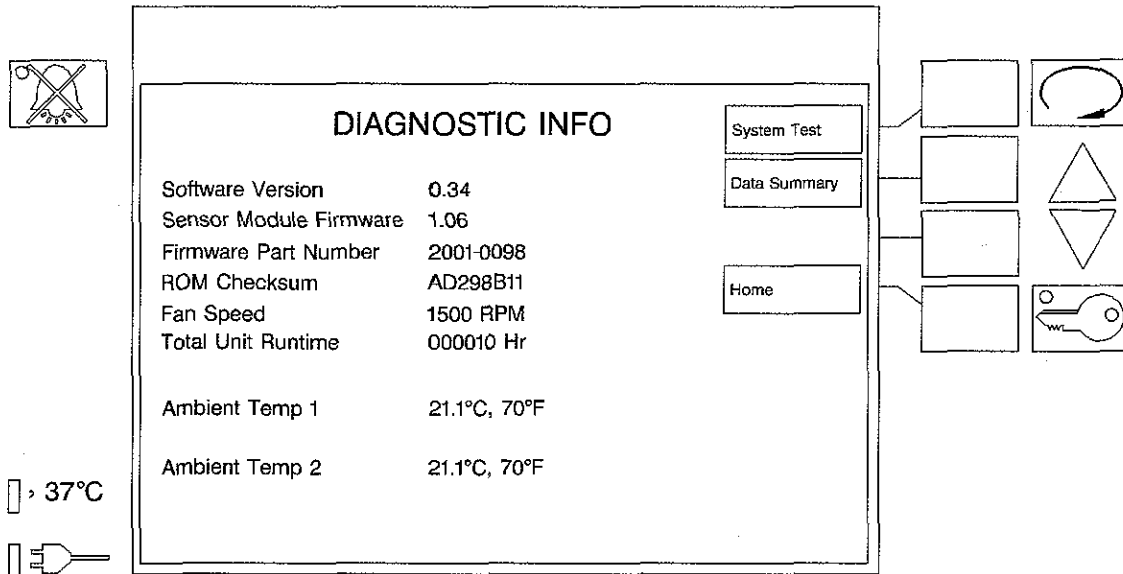 DIAGNOSTIC INFO
System Test
Data Summary
Home
Software Version 0.34
Sensor Module Firmware 1.06
Firmware Part Number 2001-0098
ROM Checksum AD298B11
Fan Speed 1500 RPM
Total Unit Runtime 000010 Hr
Ambient Temp 1 21.1°C, 70°F
Ambient Temp 2 21.1°C, 70°F
> 37°C